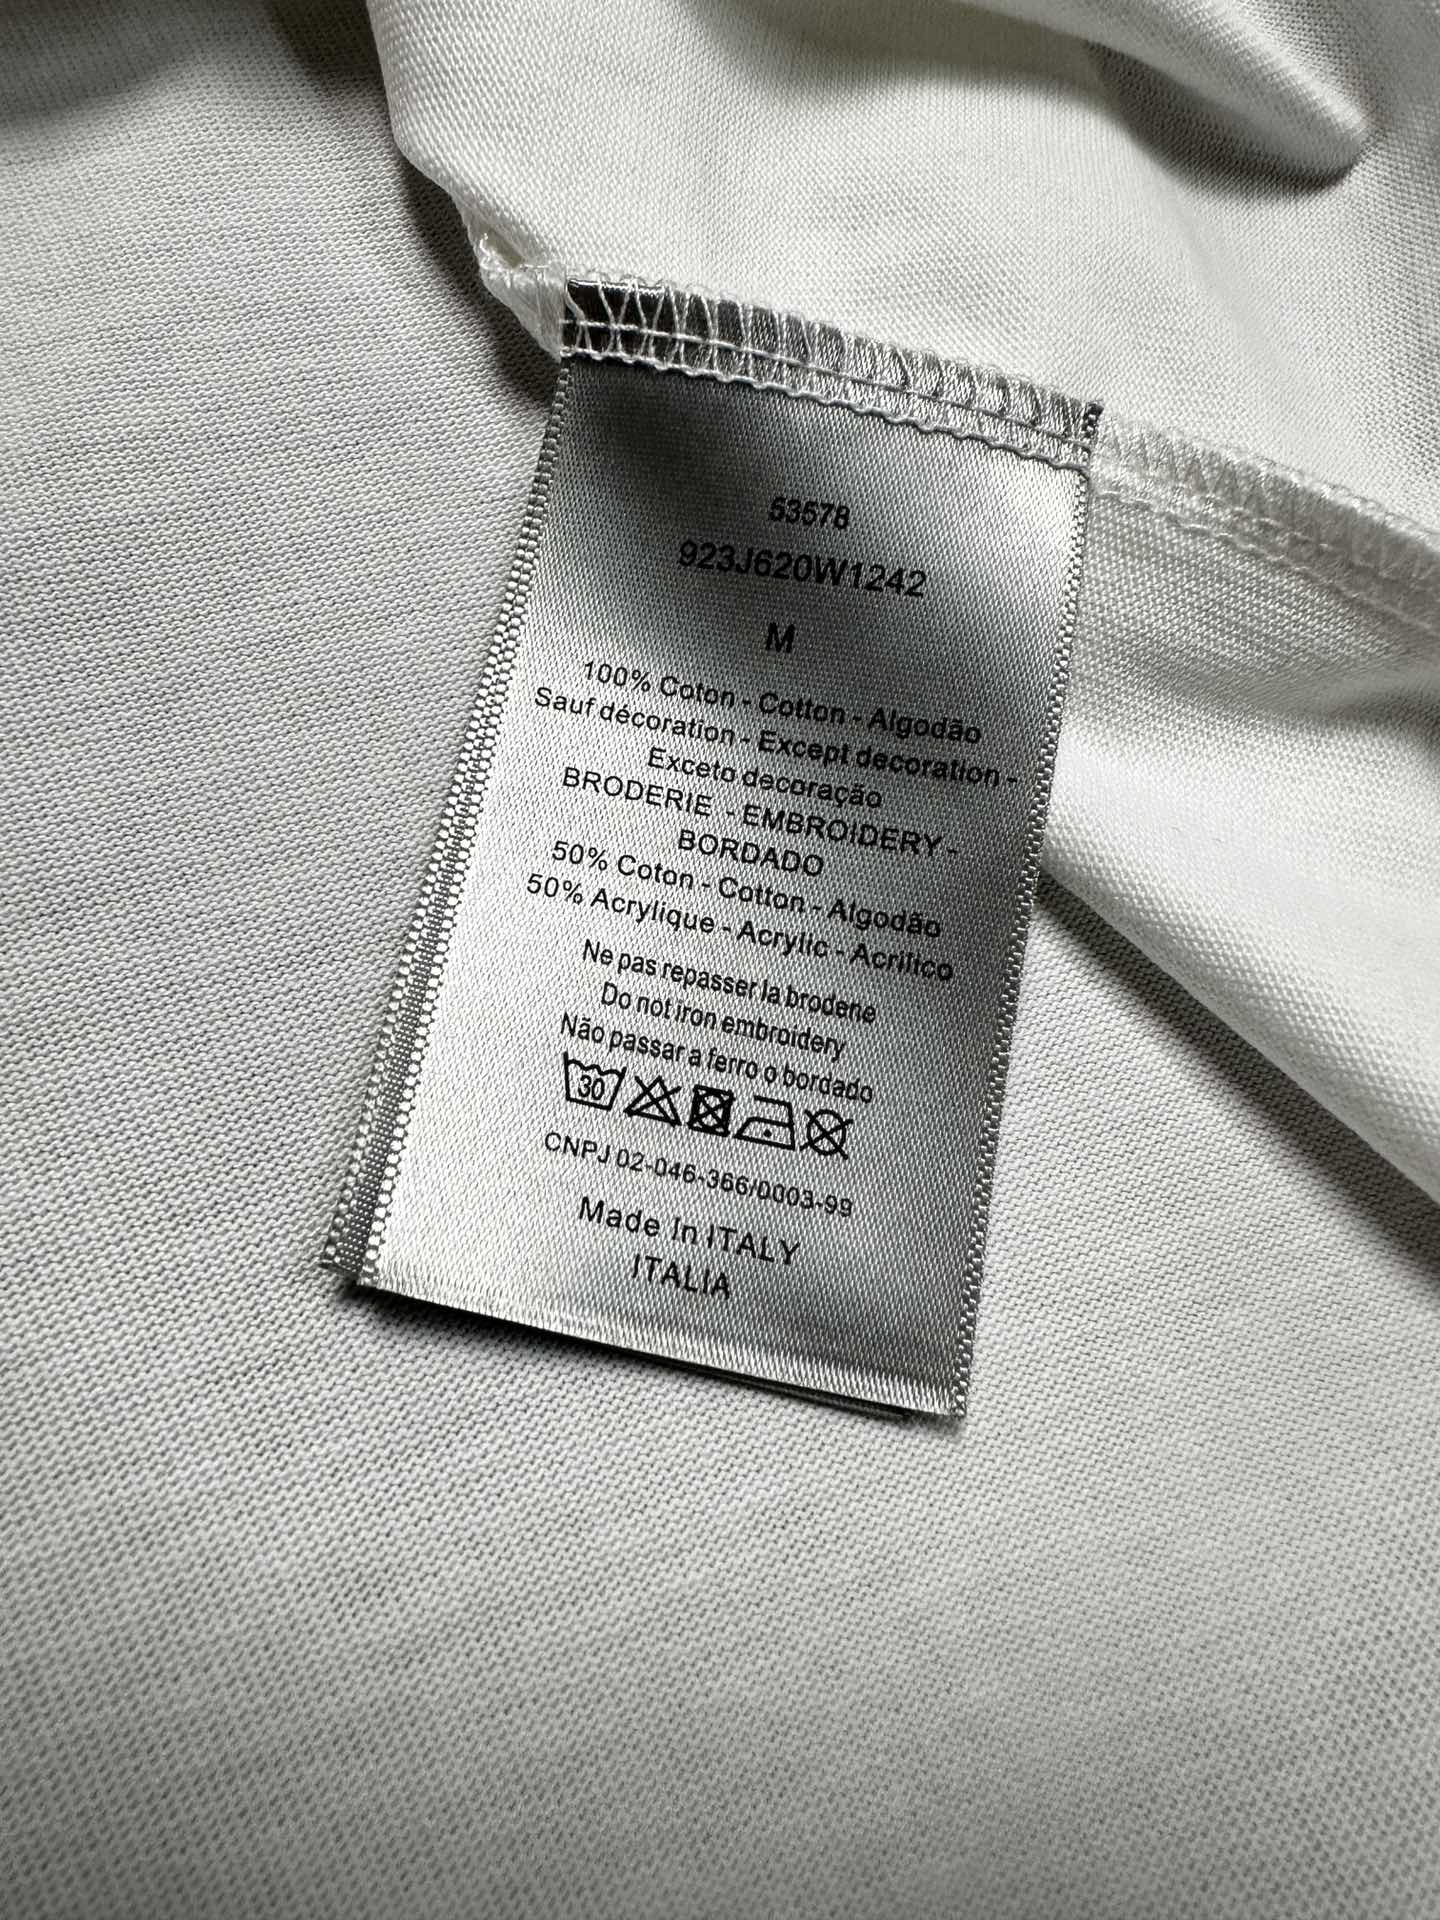 53578
923J620W1242
M
100% Coton - Cotton - Algodão
Sauf décoration - Except decoration -
Exceto decoração
BRODERIE - EMBROIDERY -
BORDADO
50% Coton - Cotton - Algodão
50% Acrylique - Acrylic - Acrílico
Ne pas repasser la broderie
Do not iron embroidery
Não passar a ferro o bordado
30
CNPJ 02-046-366/0003-99
Made In ITALY
ITALIA